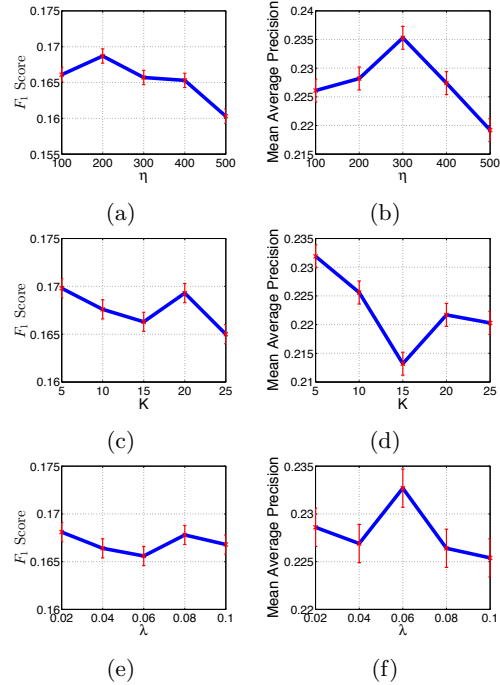 F₁ Score
0.175
0.17
0.165
0.16
0.155
100 200 300 400 500
η
(a)
Mean Average Precision
0.24
0.235
0.23
0.225
0.22
0.215
100 200 300 400 500
η
(b)
F₁ Score
0.175
0.17
0.165
0.16
5 10 15 20 25
K
(c)
Mean Average Precision
0.235
0.23
0.225
0.22
0.215
0.21
5 10 15 20 25
K
(d)
F₁ Score
0.175
0.17
0.165
0.16
0.02 0.04 0.06 0.08 0.1
λ
(e)
Mean Average Precision
0.235
0.23
0.225
0.22
0.02 0.04 0.06 0.08 0.1
λ
(f)